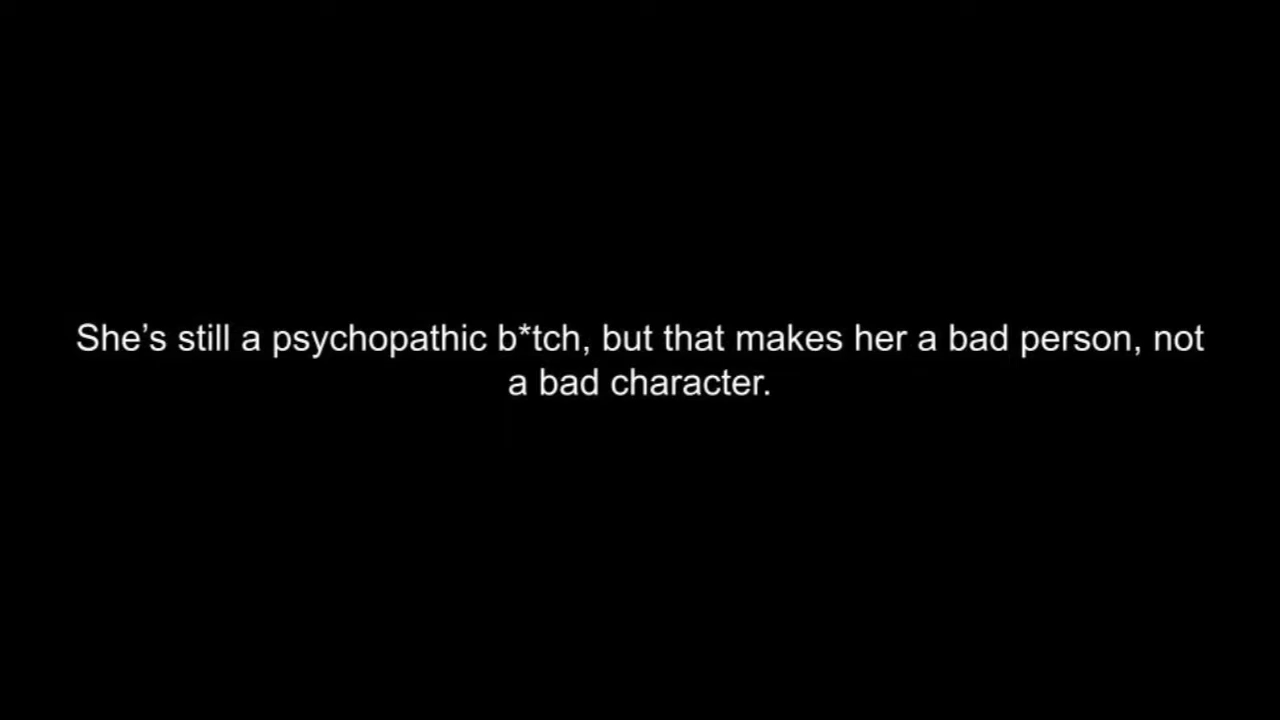 She’s still a psychopathic b*tch, but that makes her a bad person, not
a bad character.